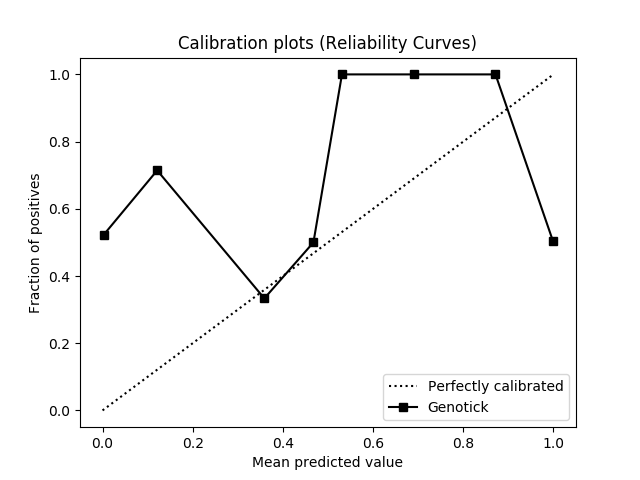 Calibration plots (Reliability Curves)
Fraction of positives
1.0
0.8
0.6
0.4
0.2
0.0
0.0 0.2 0.4 0.6 0.8 1.0
Mean predicted value
Perfectly calibrated
Genotick